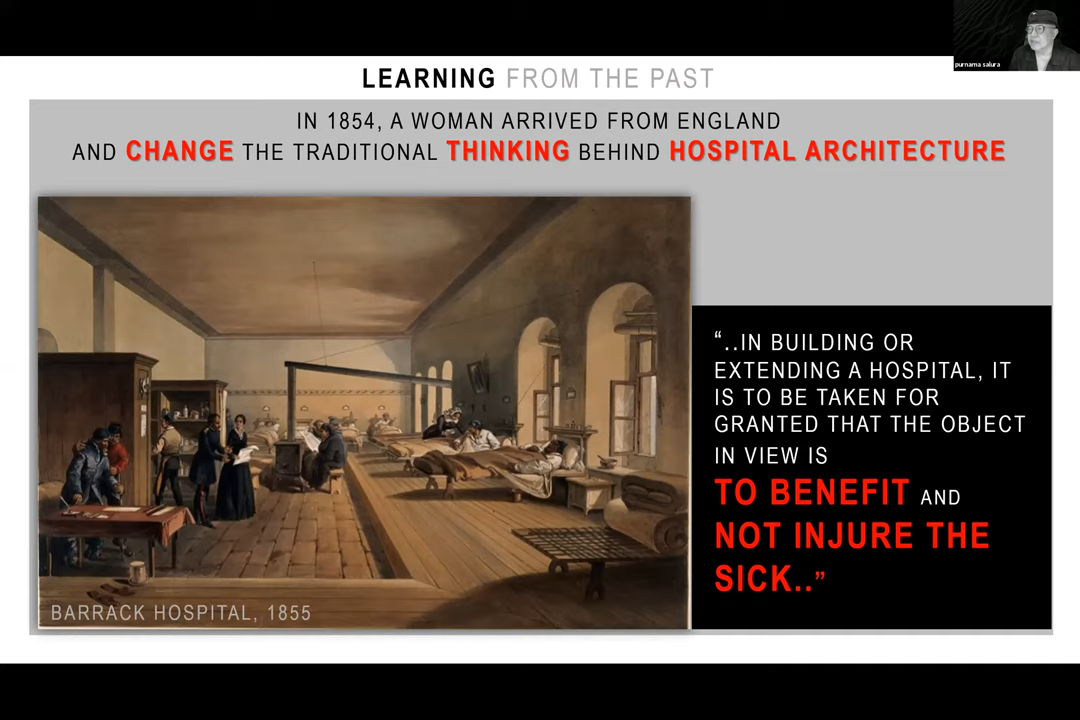 purnama salura
LEARNING FROM THE PAST
IN 1854, A WOMAN ARRIVED FROM ENGLAND
AND CHANGE THE TRADITIONAL THINKING BEHIND HOSPITAL ARCHITECTURE
“..IN BUILDING OR
EXTENDING A HOSPITAL, IT
IS TO BE TAKEN FOR
GRANTED THAT THE OBJECT
IN VIEW IS
TO BENEFIT AND
NOT INJURE THE
SICK..”
BARRACK HOSPITAL, 1855